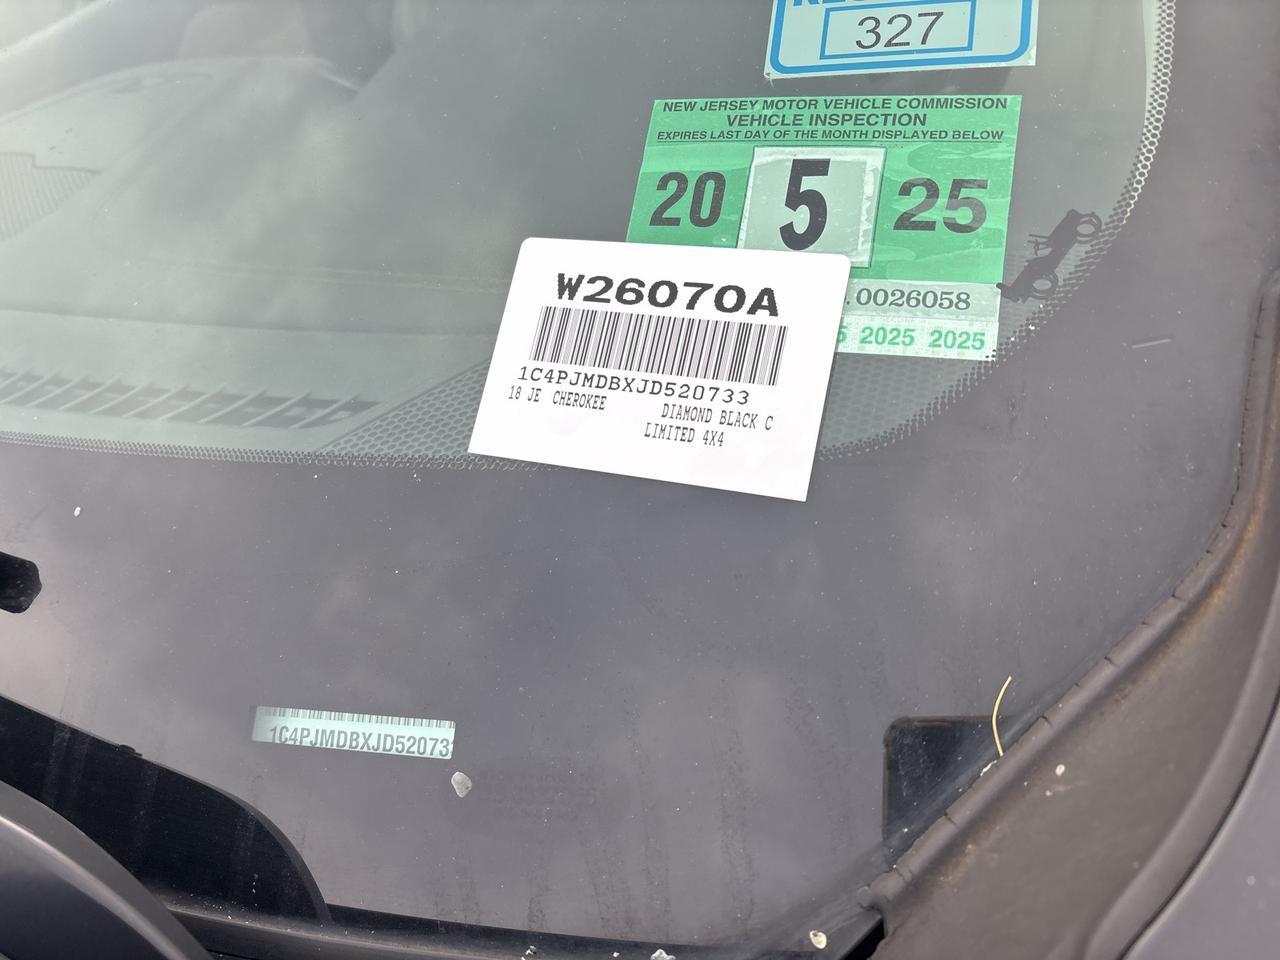 327
NEW JERSEY MOTOR VEHICLE COMMISSION
VEHICLE INSPECTION
EXPIRES LAST DAY OF THE MONTH DISPLAYED BELOW
20 5 25
W26070A
. 0026058
2025 2025
1C4PJMDBXJD520733
18 JE CHEROKEE DIAMOND BLACK C
LIMITED 4X4
1C4PJMDBXJD52073